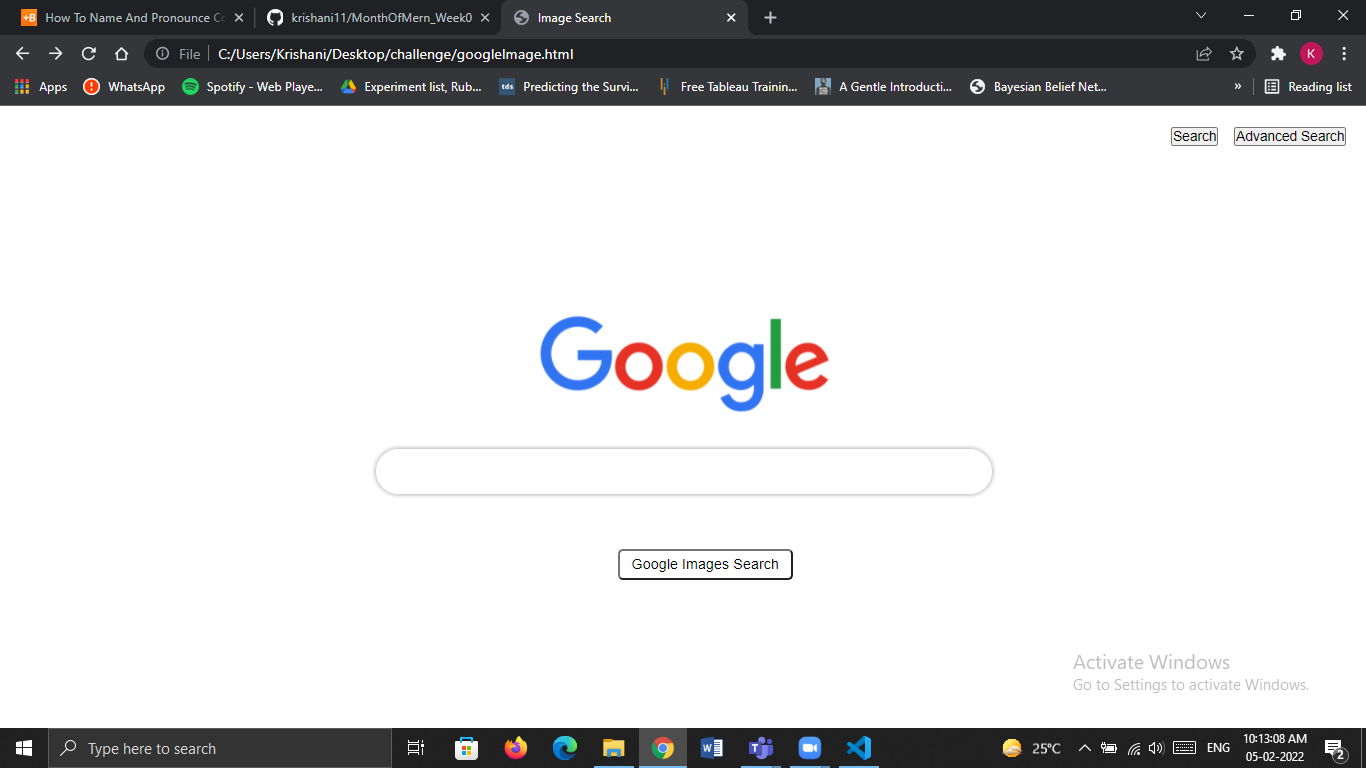 How To Name And Pronounce Co
krishani11/MonthOfMern_Week0
Image Search
File
C:/Users/Krishani/Desktop/challenge/googleImage.html
K
Apps
WhatsApp
Spotify - Web Playe...
Experiment list, Rub...
tds
Predicting the Survi...
Free Tableau Trainin...
A Gentle Introducti...
Bayesian Belief Net...
»
Reading list
Search
Advanced Search
Google
Google Images Search
Activate Windows
Go to Settings to activate Windows.
Type here to search
25°C
ENG
10:13:08 AM
05-02-2022
2